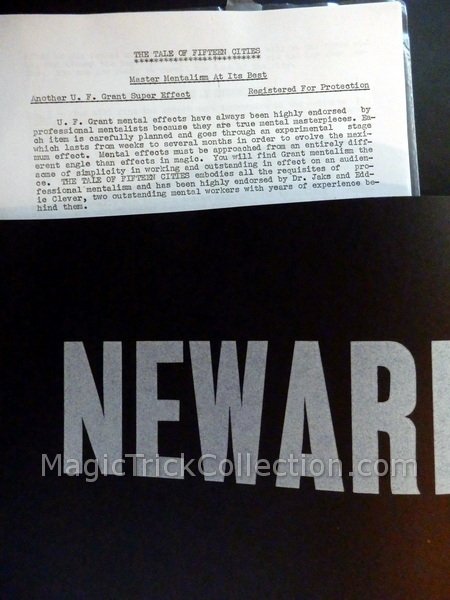 THE TALE OF FIFTEEN CITIES
**************************
Master Mentalism At Its Best
Another U. F. Grant Super Effect Registered For Protection
U. F. Grant mental effects have always been highly endorsed by
professional mentalists because they are true mental masterpieces. Ea-
ch item is carefully planned and goes through an experimental stage
which lasts from weeks to several months in order to evolve the maxi-
mum effect. Mental effects must be approached from an entirely diff-
erent angle than effects in magic. You will find Grant mentalism the
acme of simplicity in working and outstanding in effect on an audien-
ce. THE TALE OF FIFTEEN CITIES embodies all the requisites of pro-
fessional mentalism and has been highly endorsed by Dr. Jaks and Edd-
ie Clever, two outstanding mental workers with years of experience be-
hind them.
NEWAR
MagicTrickCollection.com